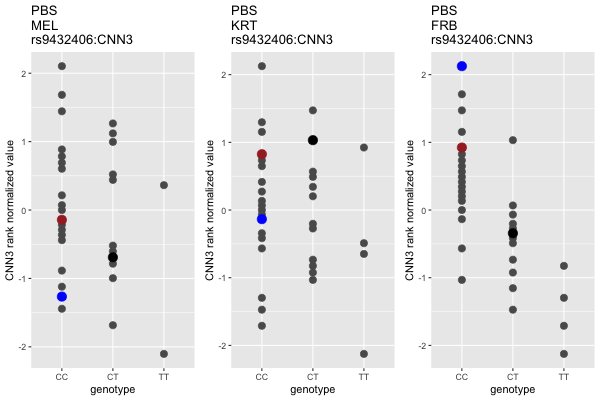 PBS
MEL
rs9432406:CNN3
CNN3 rank normalized value
2
1
0
-1
-2
CC
CT
TT
genotype
PBS
KRT
rs9432406:CNN3
CNN3 rank normalized value
2
1
0
-1
-2
CC
CT
TT
genotype
PBS
FRB
rs9432406:CNN3
CNN3 rank normalized value
2
1
0
-1
-2
CC
CT
TT
genotype